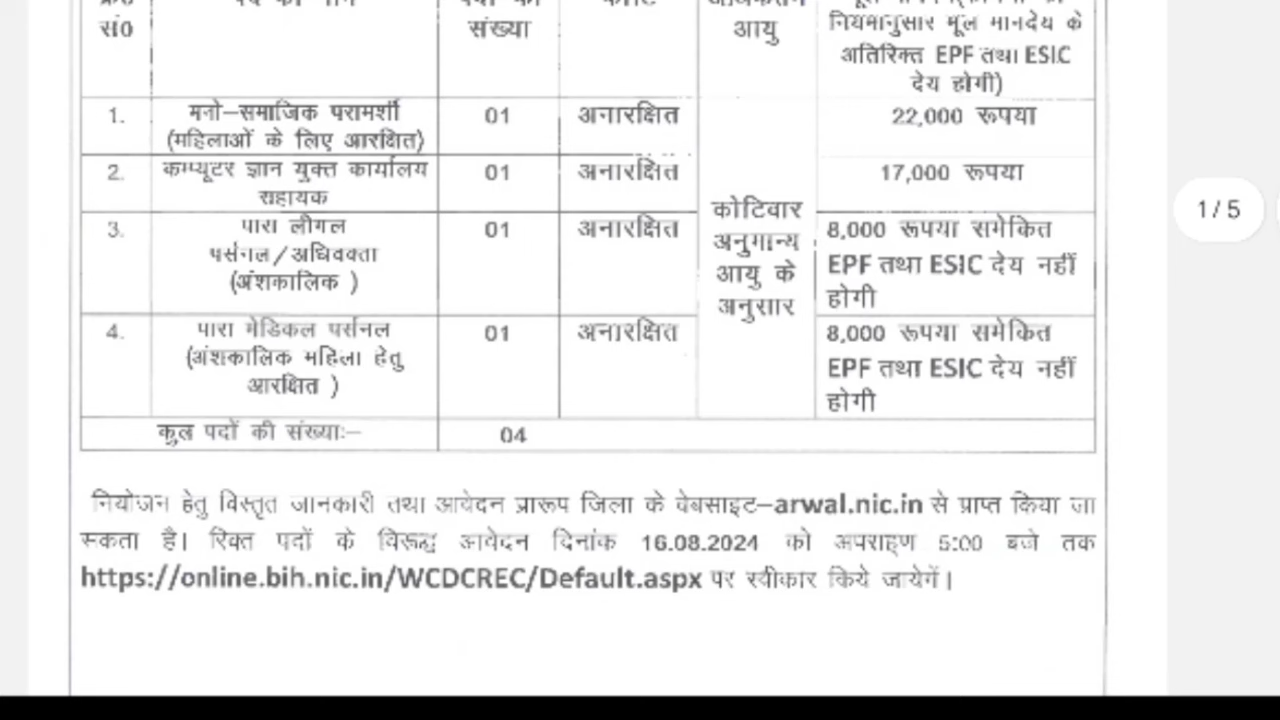 सं0
संख्या
आयु
नियमानुसार मूल मानदेय के
अतिरिक्त EPF तथा ESIC
देय होगी)
1.
मनो–समाजिक परामर्शी
(महिलाओं के लिए आरक्षित)
01
अनारक्षित
22,000 रूपया
2.
कम्प्यूटर ज्ञान युक्त कार्यालय
सहायक
01
अनारक्षित
17,000 रूपया
3.
पारा लीगल
पर्सनल/अधिवक्ता
(अंशकालिक )
01
अनारक्षित
8,000 रूपया समेकित
EPF तथा ESIC देय नहीं
होगी
4.
पारा मेडिकल पर्सनल
(अंशकालिक महिला हेतु
आरक्षित )
01
अनारक्षित
8,000 रूपया समेकित
EPF तथा ESIC देय नहीं
होगी
कोटिवार
अनुमान्य
आयु के
अनुसार
कुल पदों की संख्याः–
04
नियोजन हेतु विस्तृत जानकारी तथा आवेदन प्रारूप जिला के वेबसाइट–arwal.nic.in से प्राप्त किया जा
सकता है। रिक्त पदों के विरूद्ध आवेदन दिनांक 16.08.2024 को अपराह्ण 5:00 बजे तक
https://online.bih.nic.in/WCDCREC/Default.aspx पर स्वीकार किये जायेगें।
1/5